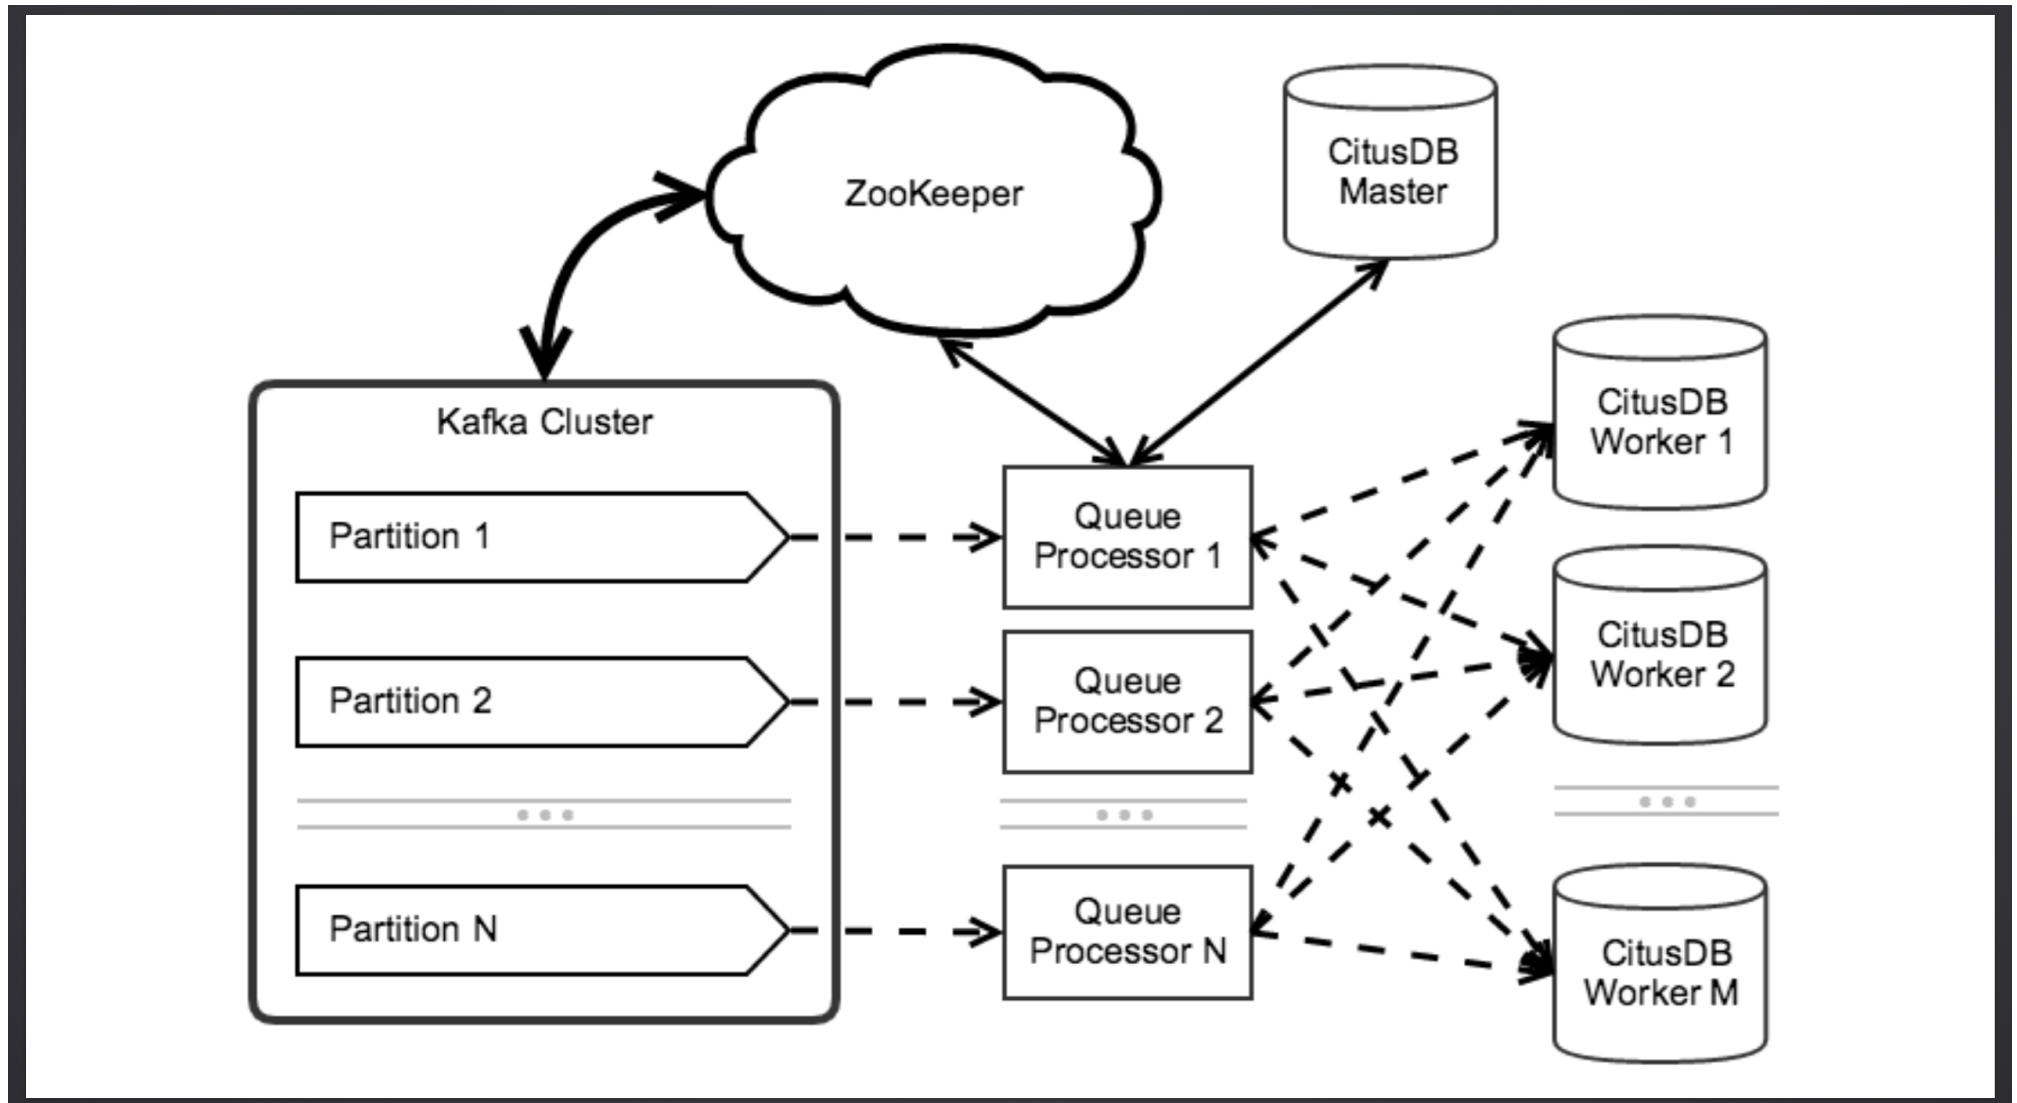 ZooKeeper
CitusDB
Master
Kafka Cluster
Partition 1
Partition 2
Partition N
Queue
Processor 1
Queue
Processor 2
Queue
Processor N
CitusDB
Worker 1
CitusDB
Worker 2
CitusDB
Worker M